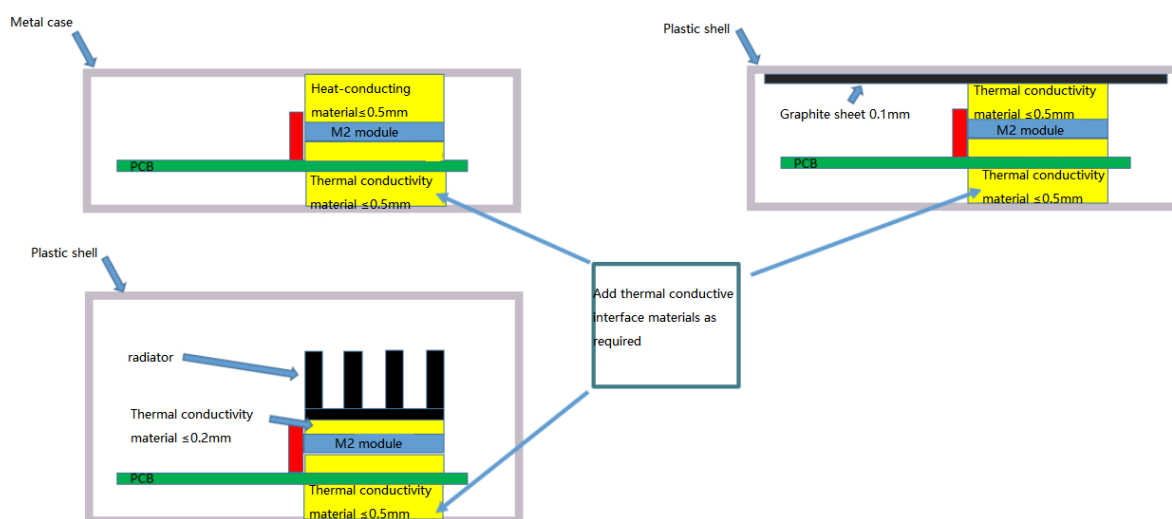 Metal case
Heat-conducting
material≤0.5mm
M2 module
PCB
Thermal conductivity
material ≤0.5mm
Plastic shell
Graphite sheet 0.1mm
Thermal conductivity
material ≤0.5mm
M2 module
PCB
Thermal conductivity
material ≤0.5mm
Plastic shell
radiator
Thermal conductivity
material ≤0.2mm
M2 module
PCB
Thermal conductivity
material ≤0.5mm
Add thermal conductive
interface materials as
required